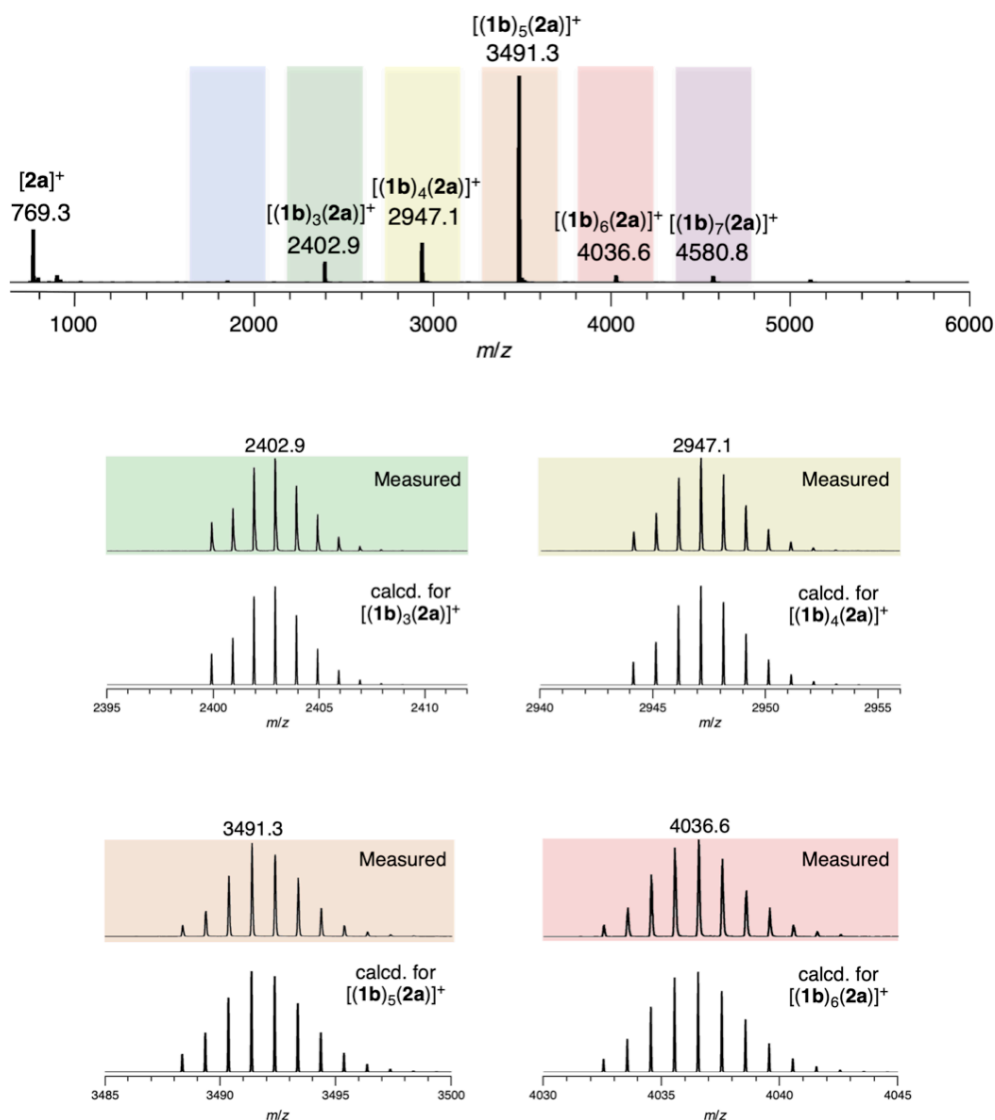 [(1b)5(2a)]+
3491.3
[2a]+
769.3
[(1b)3(2a)]+
2402.9
[(1b)4(2a)]+
2947.1
[(1b)6(2a)]+
4036.6
[(1b)7(2a)]+
4580.8
1000 2000 3000 4000 5000 6000
m/z
2402.9
Measured
calcd. for
[(1b)3(2a)]+
2395 2400 2405 2410
m/z
2947.1
Measured
calcd. for
[(1b)4(2a)]+
2940 2945 2950 2955
m/z
3491.3
Measured
calcd. for
[(1b)5(2a)]+
3485 3490 3495 3500
m/z
4036.6
Measured
calcd. for
[(1b)6(2a)]+
4030 4035 4040 4045
m/z